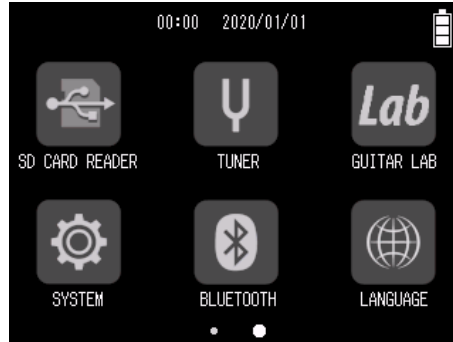 00:00 2020/01/01
Lab
SD CARD READER TUNER GUITAR LAB
SYSTEM BLUETOOTH LANGUAGE